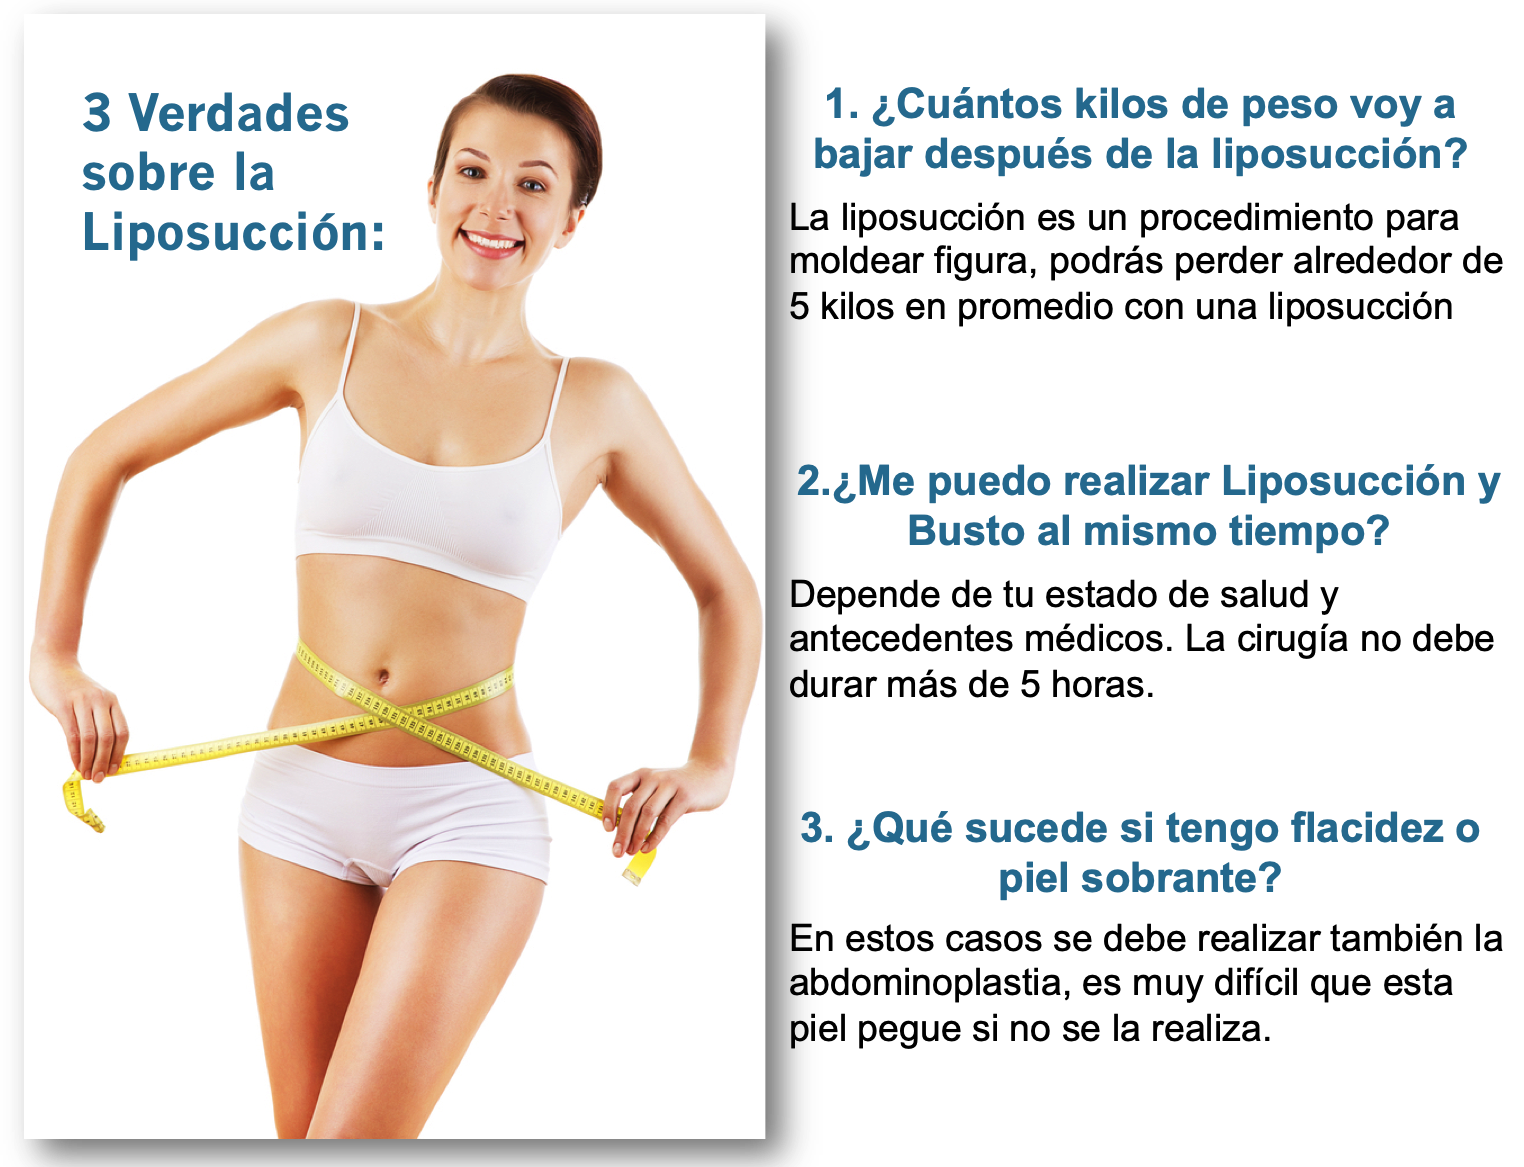 3 Verdades
sobre la
Liposucción:
1. ¿Cuántos kilos de peso voy a
bajar después de la liposucción?
La liposucción es un procedimiento para
moldear figura, podrás perder alrededor de
5 kilos en promedio con una liposucción
2.¿Me puedo realizar Liposucción y
Busto al mismo tiempo?
Depende de tu estado de salud y
antecedentes médicos. La cirugía no debe
durar más de 5 horas.
3. ¿Qué sucede si tengo flacidez o
piel sobrante?
En estos casos se debe realizar también la
abdominoplastia, es muy difícil que esta
piel pegue si no se la realiza.